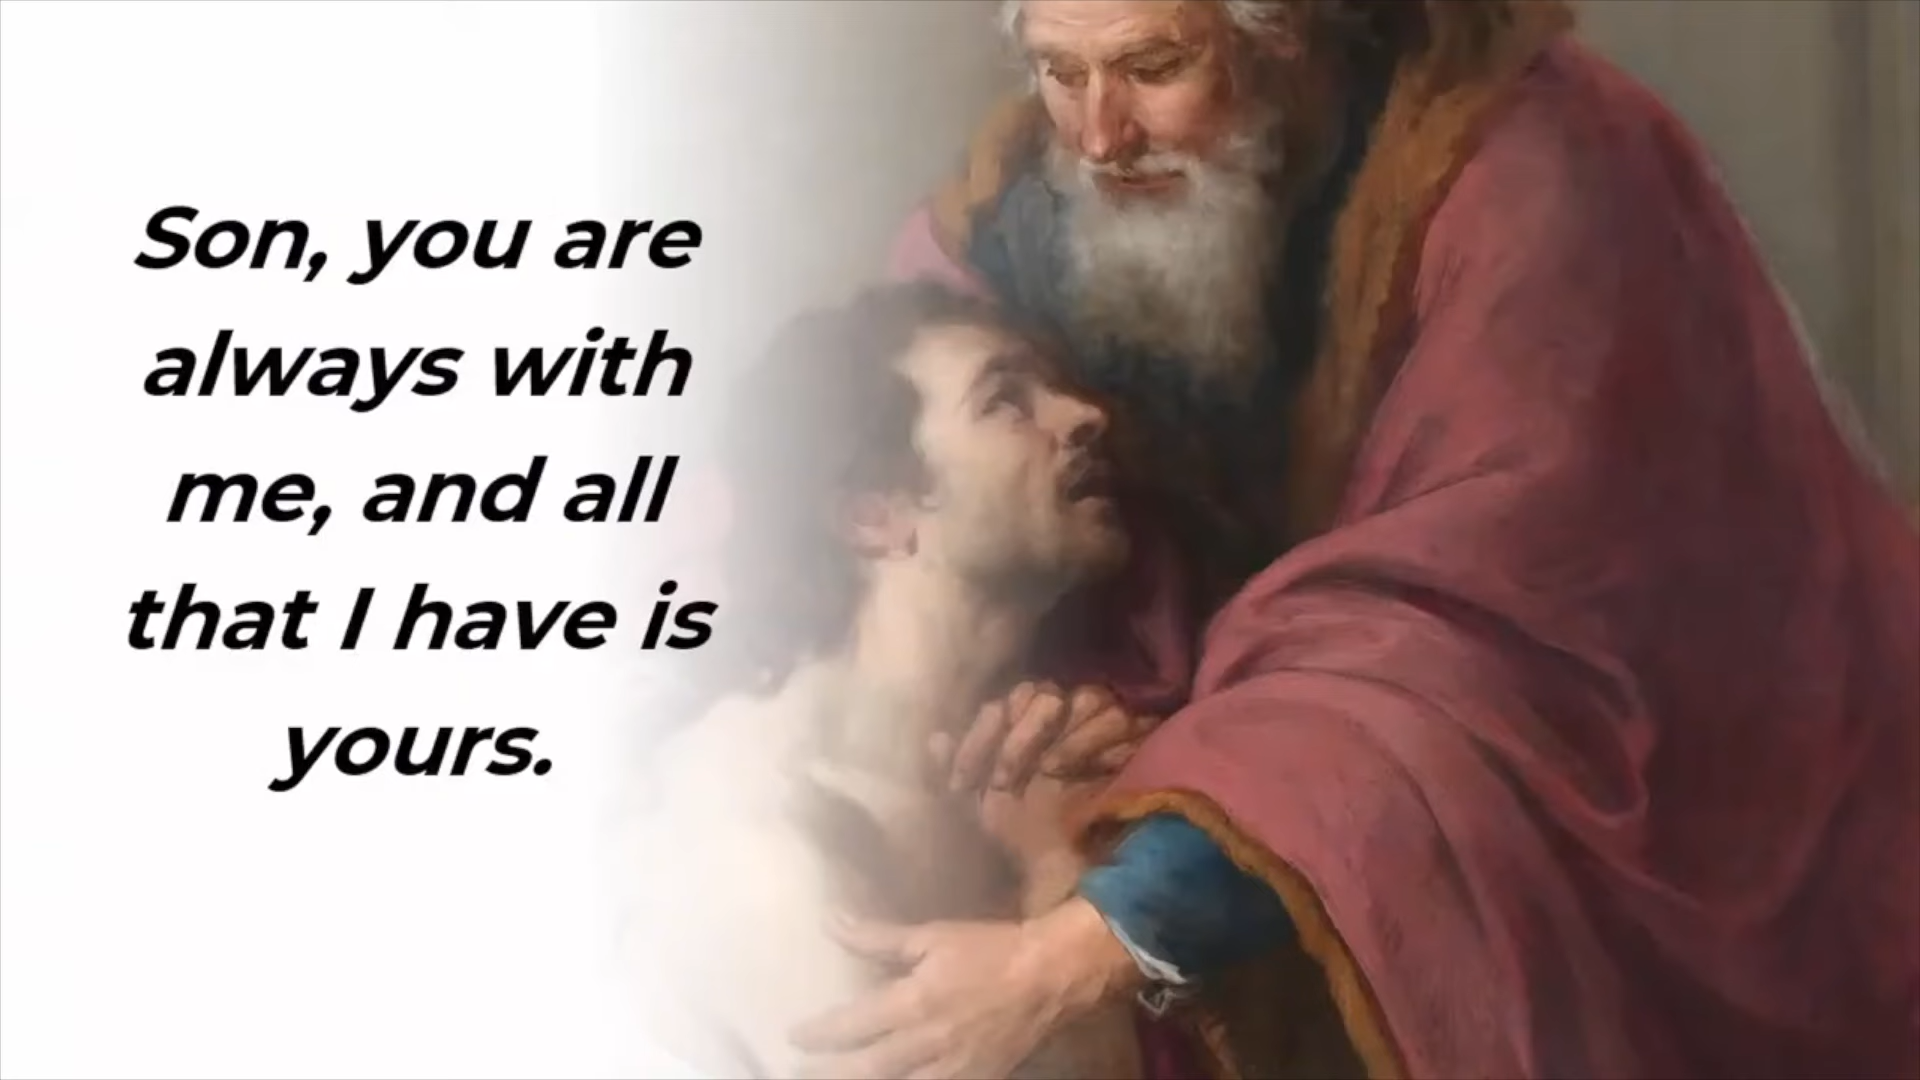 Son, you are
always with
me, and all
that I have is
yours.